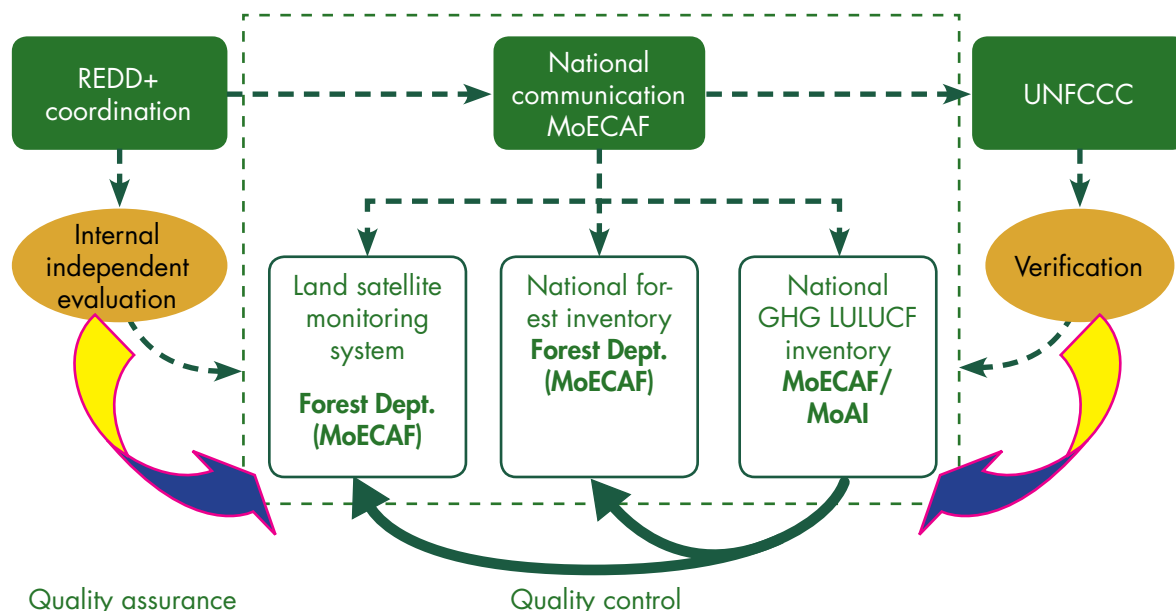 REDD+
coordination
National
communication
MoECAF
UNFCCC
Internal
independent
evaluation
Verification
Land satellite
monitoring
system
Forest Dept.
(MoECAF)
National for-
est inventory
Forest Dept.
(MoECAF)
National
GHG LULUCF
inventory
MoECAF/
MoAI
Quality assurance
Quality control